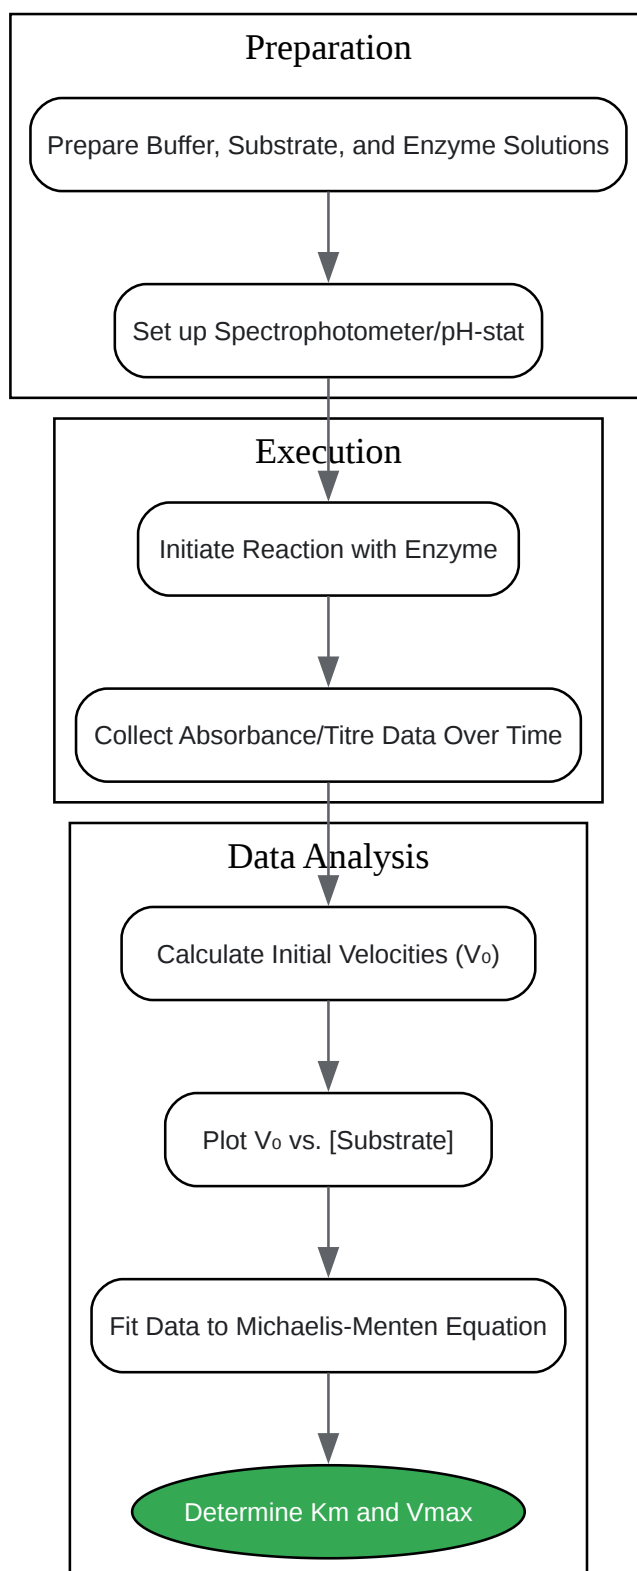 Preparation
Prepare Buffer, Substrate, and Enzyme Solutions
Set up Spectrophotometer/pH-stat
Execution
Initiate Reaction with Enzyme
Collect Absorbance/Titre Data Over Time
Data Analysis
Calculate Initial Velocities (V₀)
Plot V₀ vs. [Substrate]
Fit Data to Michaelis-Menten Equation
Determine Km and Vmax